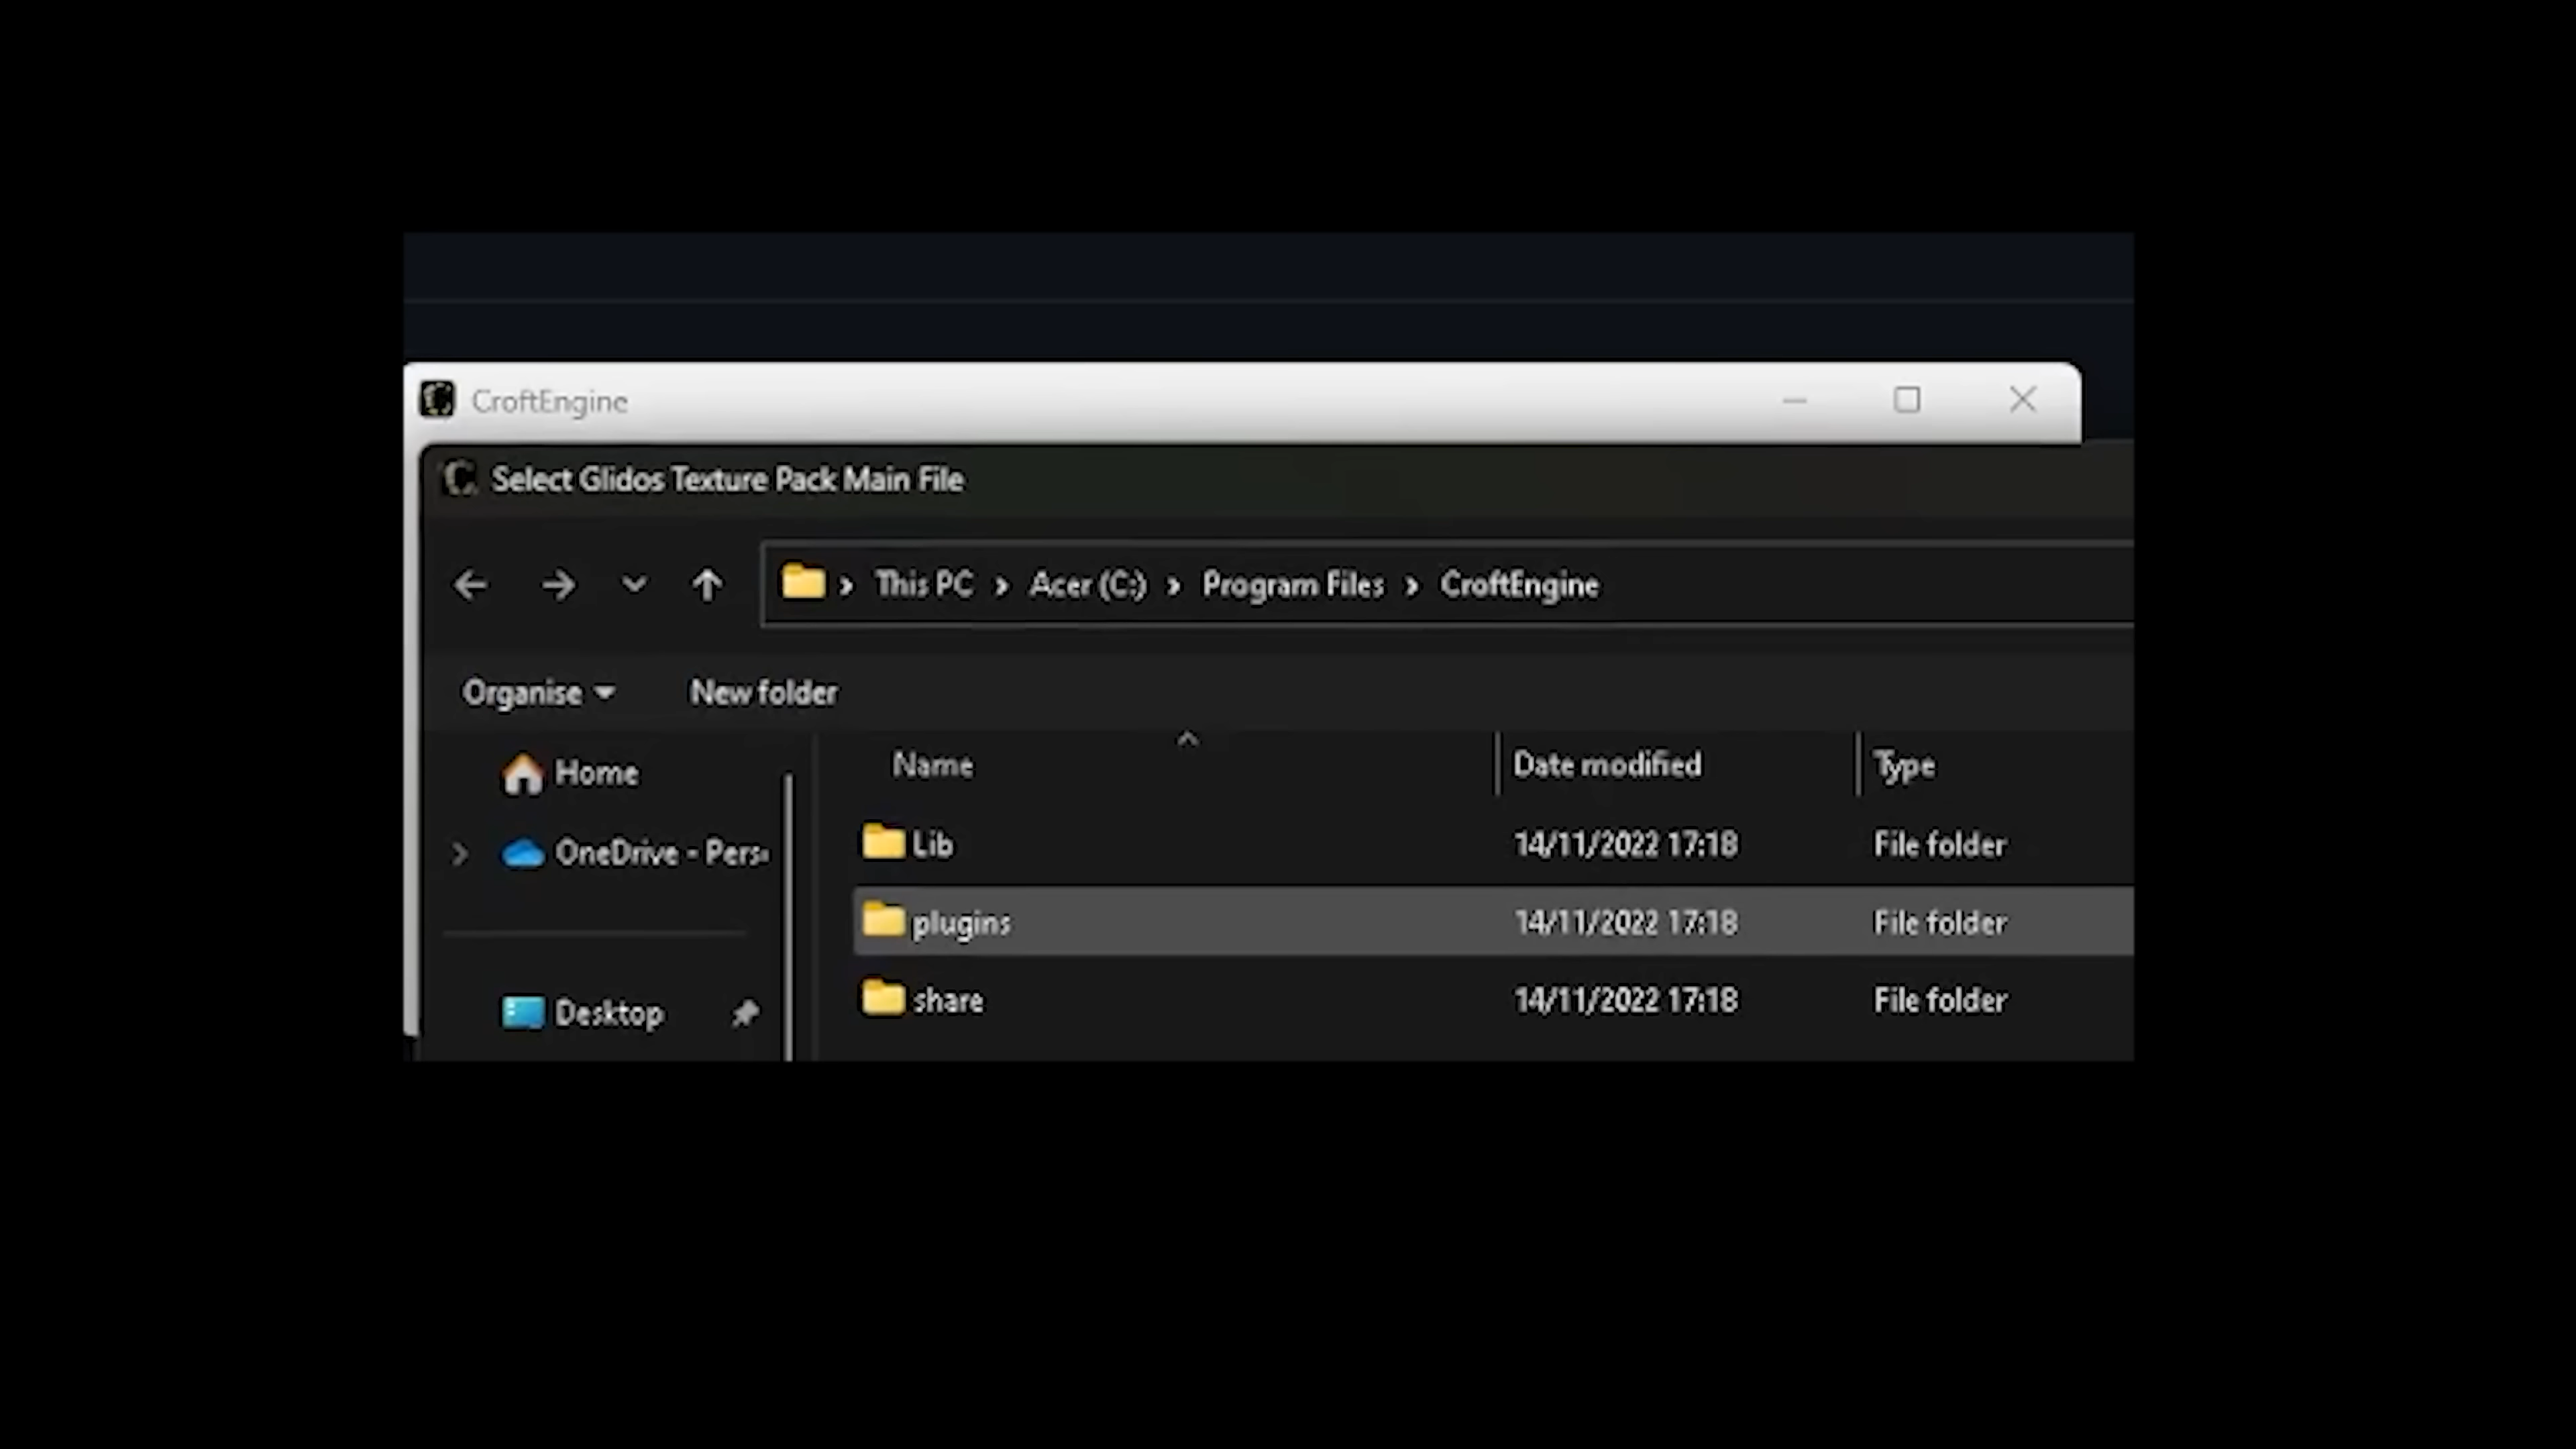 CroftEngine
Select Glidos Texture Pack Main File
This PC > Acer (C:) > Program Files > CroftEngine
Organise New folder
Name Date modified Type
Home
OneDrive - Pers
Desktop
Lib 14/11/2022 17:18 File folder
plugins 14/11/2022 17:18 File folder
share 14/11/2022 17:18 File folder